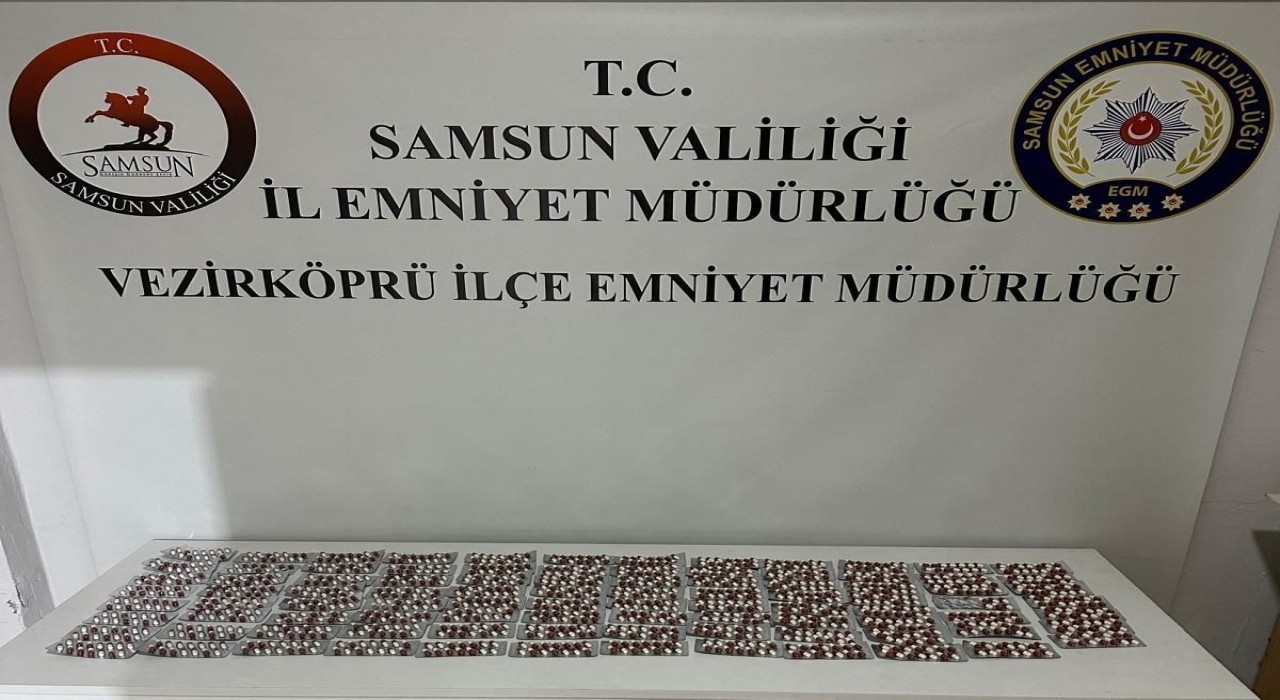 T.C.
SAMSUN
SAMSUN VALİLİĞİ
T.C.
SAMSUN VALİLİĞİ
İL EMNİYET MÜDÜRLÜĞÜ
VEZİRKÖPRÜ İLÇE EMNİYET MÜDÜRLÜĞÜ
SAMSUN EMNİYET MÜDÜRLÜĞÜ
EGM